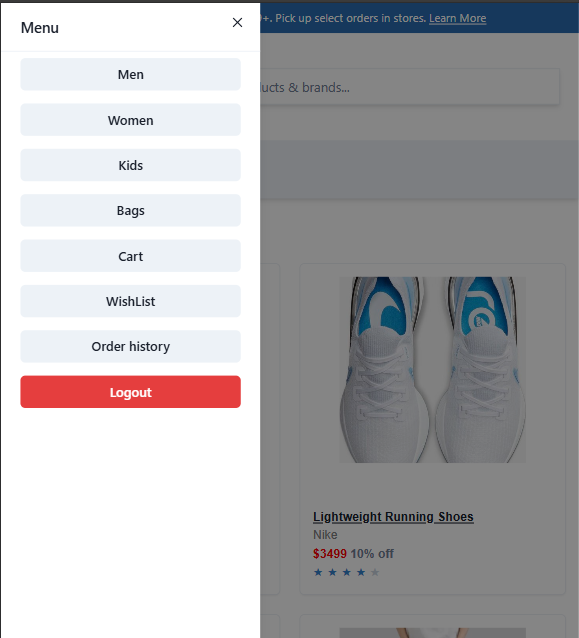 Menu
9+. Pick up select orders in stores. Learn More
Men
ucts & brands...
Women
Kids
Bags
Cart
WishList
Order history
Logout
Lightweight Running Shoes
Nike
$3499 10% off